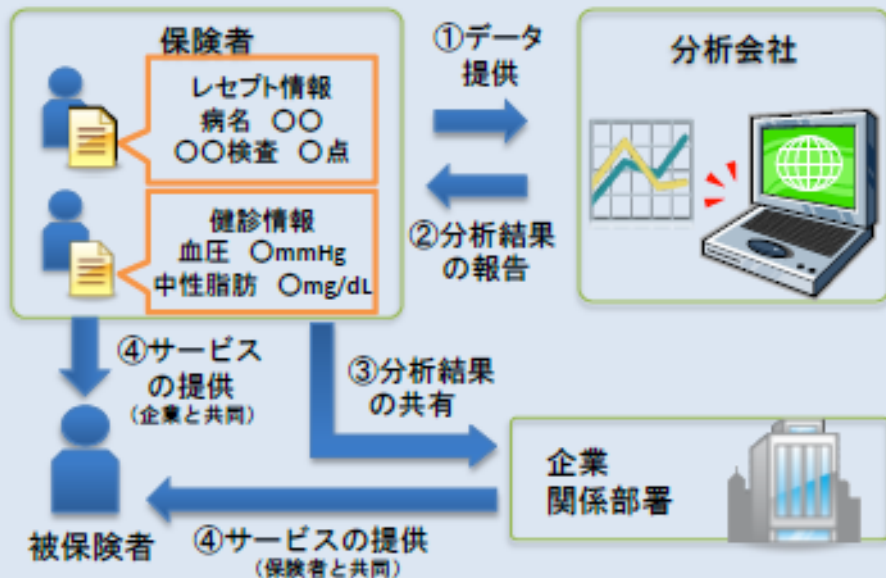 保険者
レセプト情報
病名 〇〇
〇〇検査 〇点
健診情報
血圧 〇mmHg
中性脂肪 〇mg/dL
①データ
提供
②分析結果
の報告
分析会社
④サービス
の提供
(企業と共同)
③分析結果
の共有
企業
関係部署
被保険者
④サービスの提供
(保険者と共同)